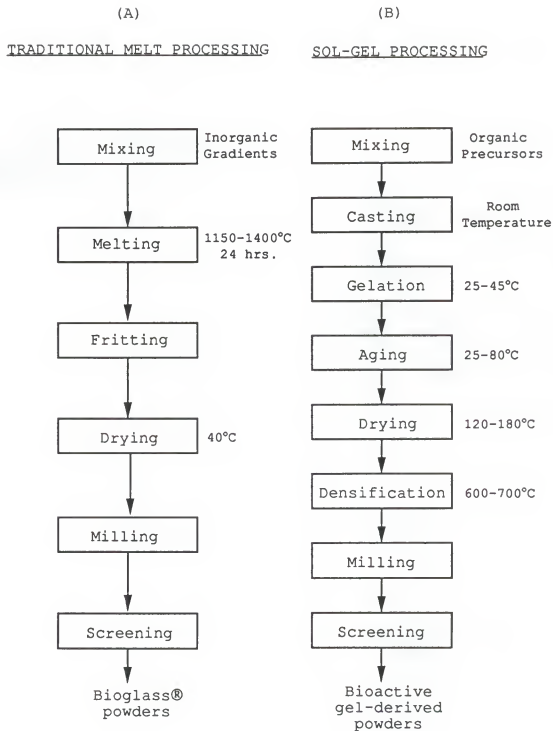 (A)
TRADITIONAL MELT PROCESSING
Mixing
Inorganic
Gradients
Melting
1150-1400°C
24 hrs.
Fritting
Drying
40°C
Milling
Screening
Bioglass®
powders
(B)
SOL-GEL PROCESSING
Mixing
Organic
Precursors
Casting
Room
Temperature
Gelation
25-45°C
Aging
25-80°C
Drying
120-180°C
Densification
600-700°C
Milling
Screening
Bioactive
gel-derived
powders